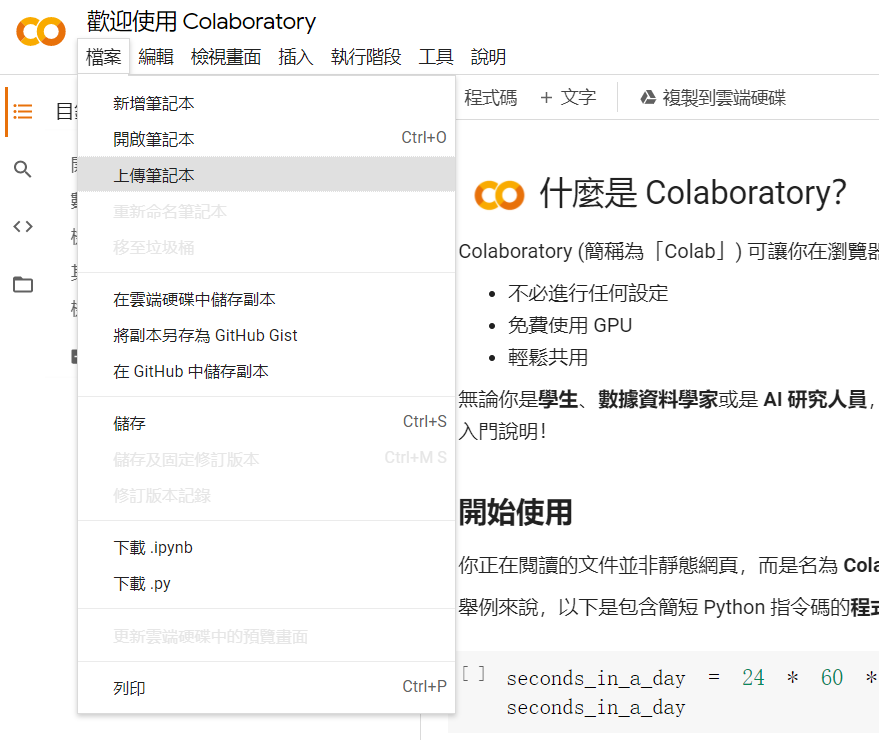 歡迎使用 Colaboratory
檔案 編輯 檢視畫面 插入 執行階段 工具 說明
目
程式碼 + 文字 複製到雲端硬碟
新增筆記本
開啟筆記本 Ctrl+O
上傳筆記本
重新命名筆記本
移至垃圾桶
在雲端硬碟中儲存副本
將副本另存為 GitHub Gist
在 GitHub 中儲存副本
儲存 Ctrl+S
儲存及固定修訂版本 Ctrl+M S
修訂版本記錄
下載 .ipynb
下載 .py
更新雲端硬碟中的預覽畫面
列印 Ctrl+P
什麼是 Colaboratory?
Colaboratory (簡稱為「Colab」) 可讓你在瀏覽器
• 不必進行任何設定
• 免費使用 GPU
• 輕鬆共用
無論你是學生、數據資料學家或是 AI 研究人員，
入門說明！
開始使用
你正在閱讀的文件並非靜態網頁，而是名為 Cola
舉例來說，以下是包含簡短 Python 指令碼的程式
[ ] seconds_in_a_day = 24 * 60 *
seconds_in_a_day